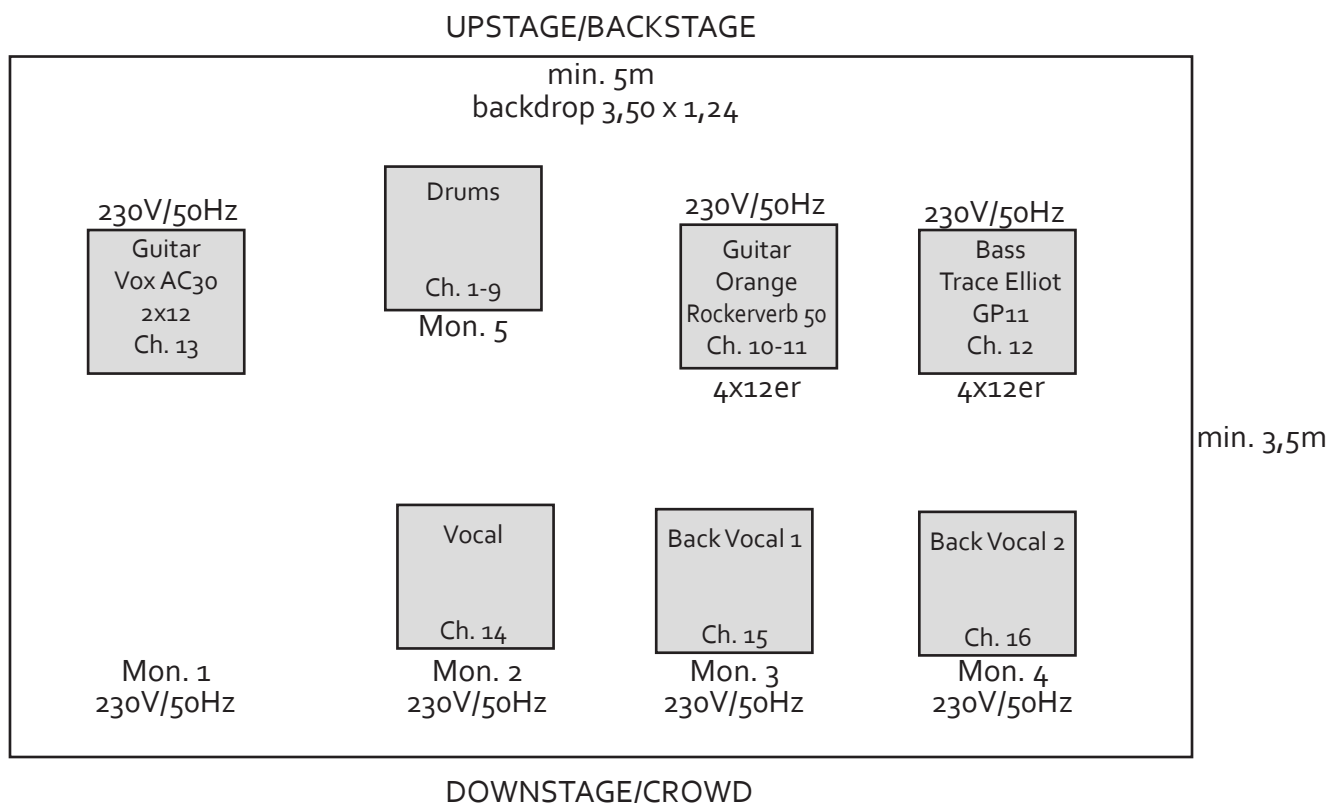 UPSTAGE/BACKSTAGE
min. 5m
backdrop 3,50 x 1,24
230V/50Hz
Guitar
Vox AC30
2x12
Ch. 13
Drums
Ch. 1-9
Mon. 5
230V/50Hz
Guitar
Orange
Rockerverb 50
Ch. 10-11
4x12er
230V/50Hz
Bass
Trace Elliot
GP11
Ch. 12
4x12er
min. 3,5m
Mon. 1
230V/50Hz
Vocal
Ch. 14
Mon. 2
230V/50Hz
Back Vocal 1
Ch. 15
Mon. 3
230V/50Hz
Back Vocal 2
Ch. 16
Mon. 4
230V/50Hz
DOWNSTAGE/CROWD